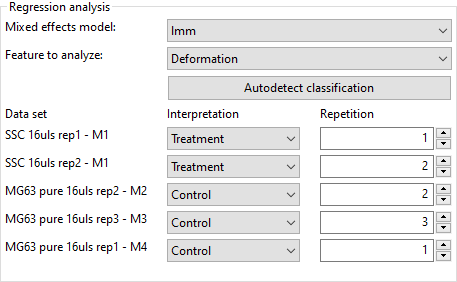 Regression analysis
Mixed effects model: lmm
Feature to analyze: Deformation
Autodetect classification
Data set Interpretation Repetition
SSC 16uls rep1 - M1 Treatment 1
SSC 16uls rep2 - M1 Treatment 2
MG63 pure 16uls rep2 - M2 Control 2
MG63 pure 16uls rep3 - M3 Control 3
MG63 pure 16uls rep1 - M4 Control 1